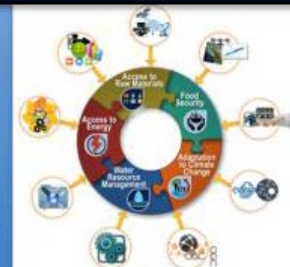 Access to
Raw Materials
Food
Security
Adaptation
to Climate
Change
Water
Resource
Management
Access to
Energy